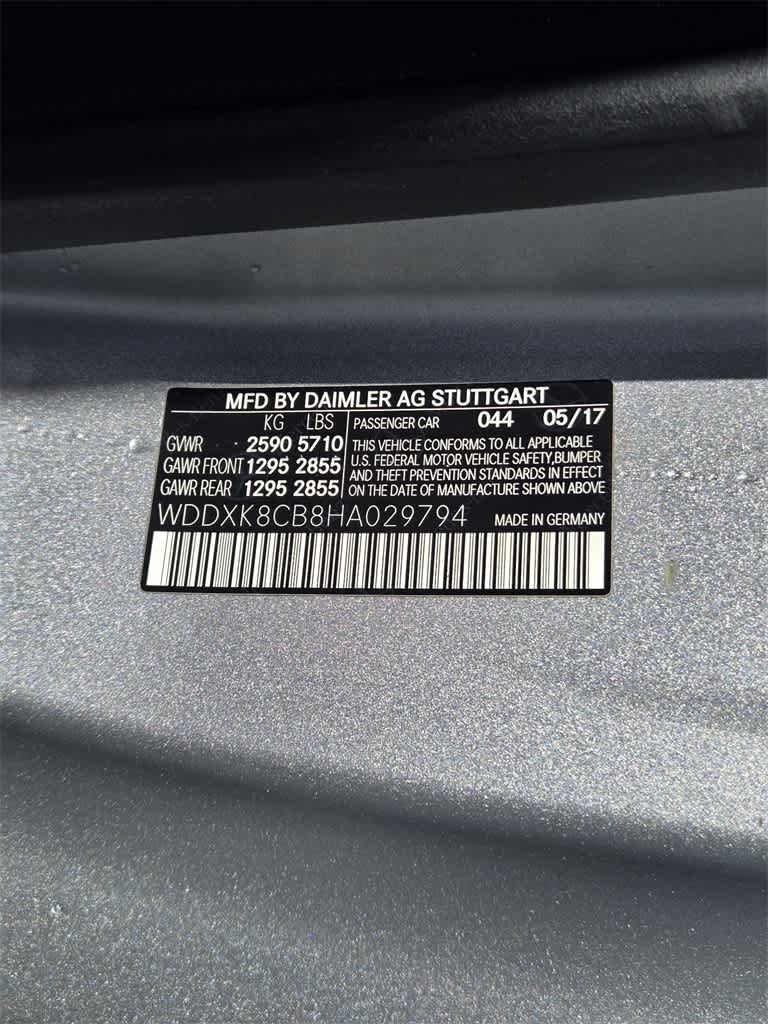 MFD BY DAIMLER AG STUTTGART
KG LBS PASSENGER CAR 044 05/17
GVWR 2590 5710 THIS VEHICLE CONFORMS TO ALL APPLICABLE
GAWR FRONT 1295 2855 U.S. FEDERAL MOTOR VEHICLE SAFETY,BUMPER
AND THEFT PREVENTION STANDARDS IN EFFECT
GAWR REAR 1295 2855 ON THE DATE OF MANUFACTURE SHOWN ABOVE
WDDXK8CB8HA029794 MADE IN GERMANY